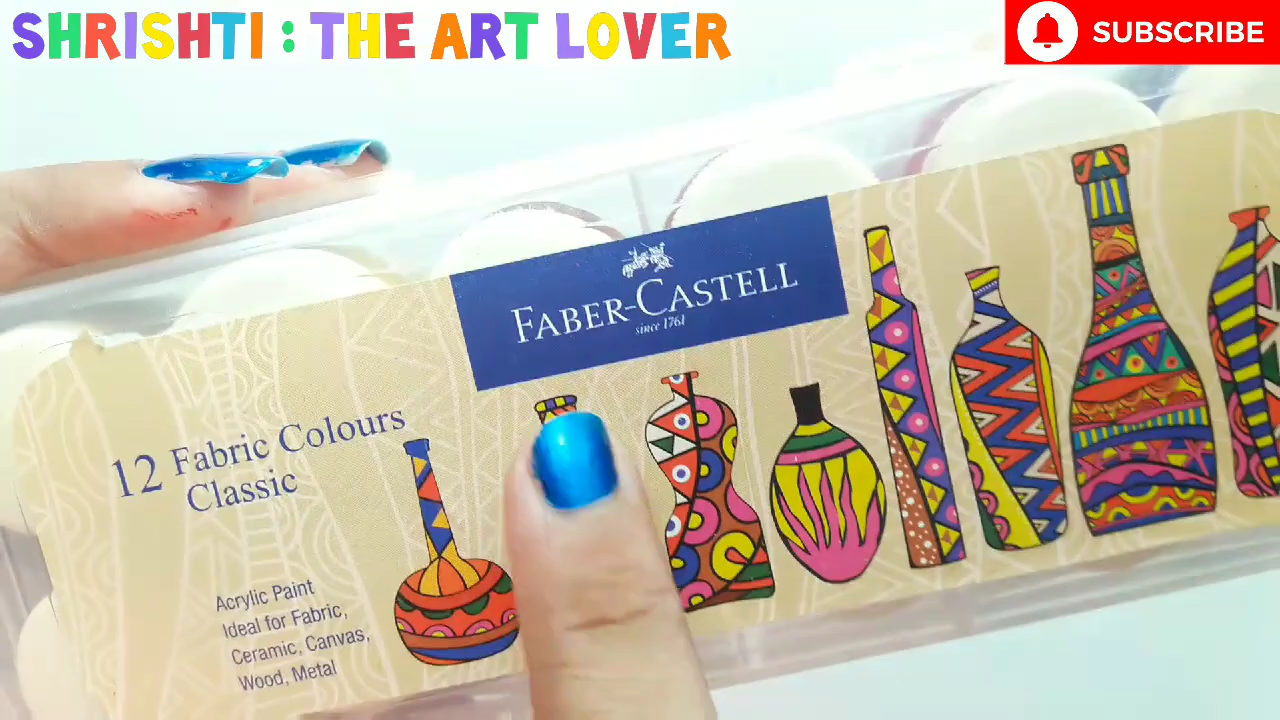 SHRISHTI : THE ART LOVER
SUBSCRIBE
FABER-CASTELL
since 1761
12 Fabric Colours
Classic
Acrylic Paint
Ideal for Fabric,
Ceramic, Canvas,
Wood, Metal